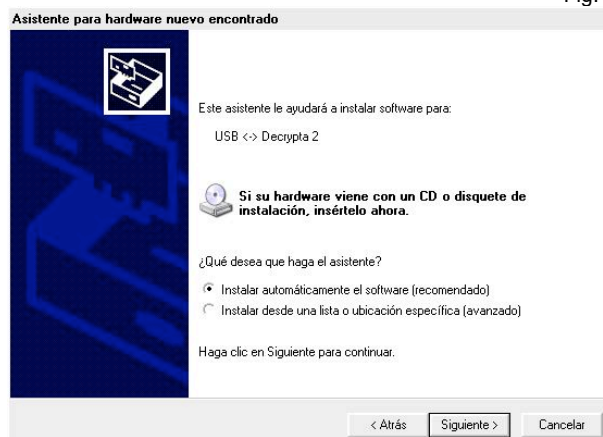 Fig.
Asistente para hardware nuevo encontrado
Este asistente le ayudará a instalar software para:
USB <-> Decrypta 2
Si su hardware viene con un CD o disquete de
instalación, insértelo ahora.
¿Qué desea que haga el asistente?
Instalar automáticamente el software (recomendado)
Instalar desde una lista o ubicación específica (avanzado)
Haga clic en Siguiente para continuar.
< Atrás Siguiente > Cancelar